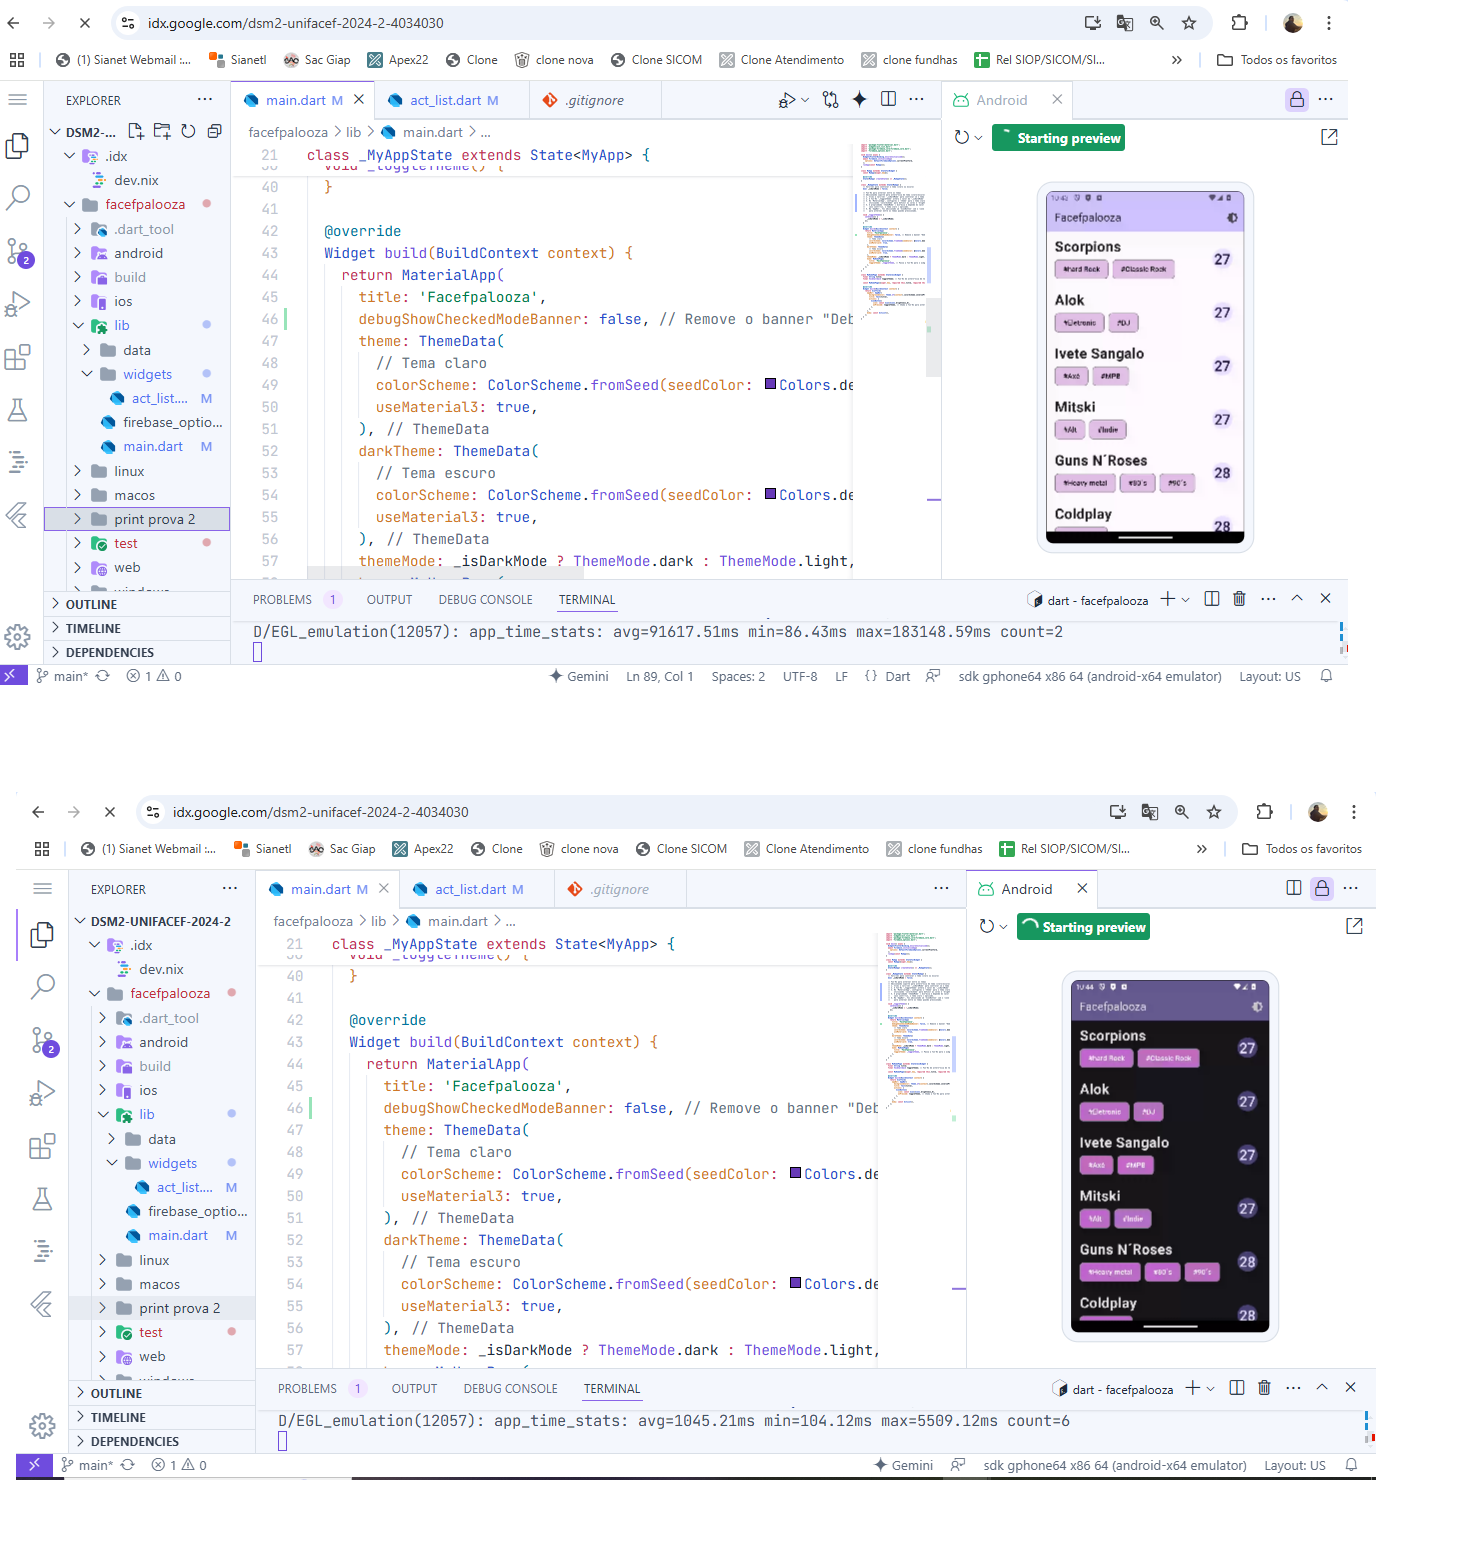 idx.google.com/dsm2-unifacef-2024-2-4034030
(1) Sianet Webmail :...
Sianetl
Sac Giap
Apex22
Clone
clone nova
Clone SICOM
Clone Atendimento
clone fundhas
Rel SIOP/SICOM/SI...
»
Todos os favoritos
EXPLORER
main.dart M
act_list.dart M
.gitignore
Android
DSM2-...
facefpalooza > lib > main.dart > ...
Starting preview
.idx
dev.nix
facefpalooza
.dart_tool
android
build
ios
lib
data
widgets
act_list.... M
firebase_optio...
main.dart M
linux
macos
print prova 2
test
web
windows
OUTLINE
TIMELINE
DEPENDENCIES
2
21 class _MyAppState extends State<MyApp> {
void _toggleTheme() {
40 }
41
42 @override
43 Widget build(BuildContext context) {
44 return MaterialApp(
45 title: 'Facefpalooza',
46 debugShowCheckedModeBanner: false, // Remove o banner "Deb
47 theme: ThemeData(
48 // Tema claro
49 colorScheme: ColorScheme.fromSeed(seedColor: Colors.de
50 useMaterial3: true,
51 ), // ThemeData
52 darkTheme: ThemeData(
53 // Tema escuro
54 colorScheme: ColorScheme.fromSeed(seedColor: Colors.de
55 useMaterial3: true,
56 ), // ThemeData
57 themeMode: _isDarkMode ? ThemeMode.dark : ThemeMode.light,
Facefpalooza
Scorpions
27
#hard Rock #Classic Rock
Alok
27
#DJ
Ivete Sangalo
27
#Axé #MPB
Mitski
27
#Alt
Guns N´Roses
28
#Heavy metal #80´s #90´s
Coldplay
28
PROBLEMS 1
OUTPUT
DEBUG CONSOLE
TERMINAL
dart - facefpalooza
D/EGL_emulation(12057): app_time_stats: avg=91617.51ms min=86.43ms max=183148.59ms count=2
main*
1 0
Gemini
Ln 89, Col 1
Spaces: 2
UTF-8
LF
{} Dart
sdk gphone64 x86 64 (android-x64 emulator)
Layout: US
idx.google.com/dsm2-unifacef-2024-2-4034030
(1) Sianet Webmail :...
Sianetl
Sac Giap
Apex22
Clone
clone nova
Clone SICOM
Clone Atendimento
clone fundhas
Rel SIOP/SICOM/SI...
»
Todos os favoritos
EXPLORER
main.dart M
act_list.dart M
.gitignore
Android
DSM2-UNIFACEF-2024-2
facefpalooza > lib > main.dart > ...
Starting preview
.idx
dev.nix
facefpalooza
.dart_tool
android
build
ios
lib
data
widgets
act_list.... M
firebase_optio...
main.dart M
linux
macos
print prova 2
test
web
windows
OUTLINE
TIMELINE
DEPENDENCIES
2
21 class _MyAppState extends State<MyApp> {
void _toggleTheme() {
40 }
41
42 @override
43 Widget build(BuildContext context) {
44 return MaterialApp(
45 title: 'Facefpalooza',
46 debugShowCheckedModeBanner: false, // Remove o banner "Deb
47 theme: ThemeData(
48 // Tema claro
49 colorScheme: ColorScheme.fromSeed(seedColor: Colors.de
50 useMaterial3: true,
51 ), // ThemeData
52 darkTheme: ThemeData(
53 // Tema escuro
54 colorScheme: ColorScheme.fromSeed(seedColor: Colors.de
55 useMaterial3: true,
56 ), // ThemeData
57 themeMode: _isDarkMode ? ThemeMode.dark : ThemeMode.light,
10:44
Facefpalooza
Scorpions
27
#hard Rock #Classic Rock
Alok
27
#DJ
Ivete Sangalo
27
#Axé #MPB
Mitski
27
#Alt
Guns N´Roses
28
#Heavy metal #80´s #90´s
Coldplay
28
PROBLEMS 1
OUTPUT
DEBUG CONSOLE
TERMINAL
dart - facefpalooza
D/EGL_emulation(12057): app_time_stats: avg=1045.21ms min=104.12ms max=5509.12ms count=6
main*
1 0
Gemini
sdk gphone64 x86 64 (android-x64 emulator)
Layout: US